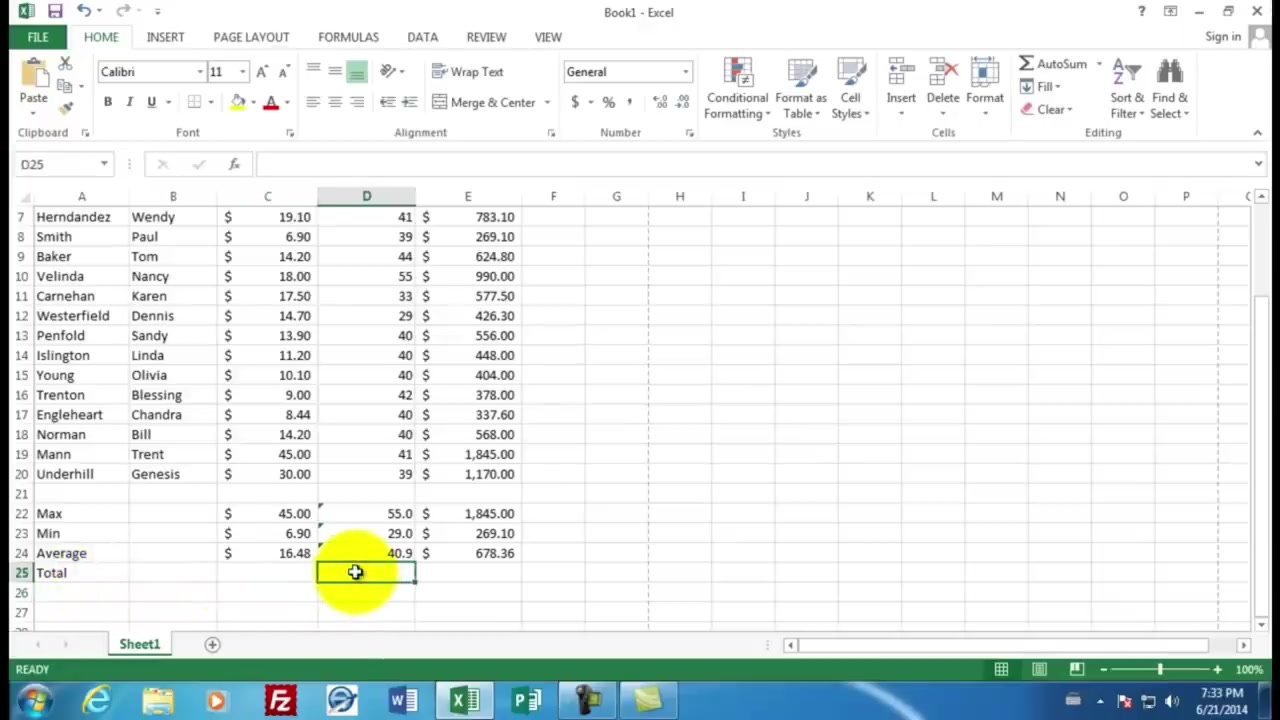 Book1 - Excel
?
FILE HOME INSERT PAGE LAYOUT FORMULAS DATA REVIEW VIEW Sign in
Paste
Calibri 11
B I U A
Wrap Text
Merge & Center
General
$ % ,
Conditional Formatting
Format as Table
Cell Styles
Insert
Delete
Format
AutoSum
Fill
Clear
Sort & Filter
Find & Select
Clipboard Font Alignment Number Styles Cells Editing
D25 fx
A B C D E F G H I J K L M N O P
7 Herndandez Wendy $ 19.10 41 $ 783.10
8 Smith Paul $ 6.90 39 $ 269.10
9 Baker Tom $ 14.20 44 $ 624.80
10 Velinda Nancy $ 18.00 55 $ 990.00
11 Carnehan Karen $ 17.50 33 $ 577.50
12 Westerfield Dennis $ 14.70 29 $ 426.30
13 Penfold Sandy $ 13.90 40 $ 556.00
14 Islington Linda $ 11.20 40 $ 448.00
15 Young Olivia $ 10.10 40 $ 404.00
16 Trenton Blessing $ 9.00 42 $ 378.00
17 Engleheart Chandra $ 8.44 40 $ 337.60
18 Norman Bill $ 14.20 40 $ 568.00
19 Mann Trent $ 45.00 41 $ 1,845.00
20 Underhill Genesis $ 30.00 39 $ 1,170.00
21
22 Max $ 45.00 55.0 $ 1,845.00
23 Min $ 6.90 29.0 $ 269.10
24 Average $ 16.48 40.9 $ 678.36
25 Total
26
27
Sheet1
READY 100%
7:33 PM
6/21/2014